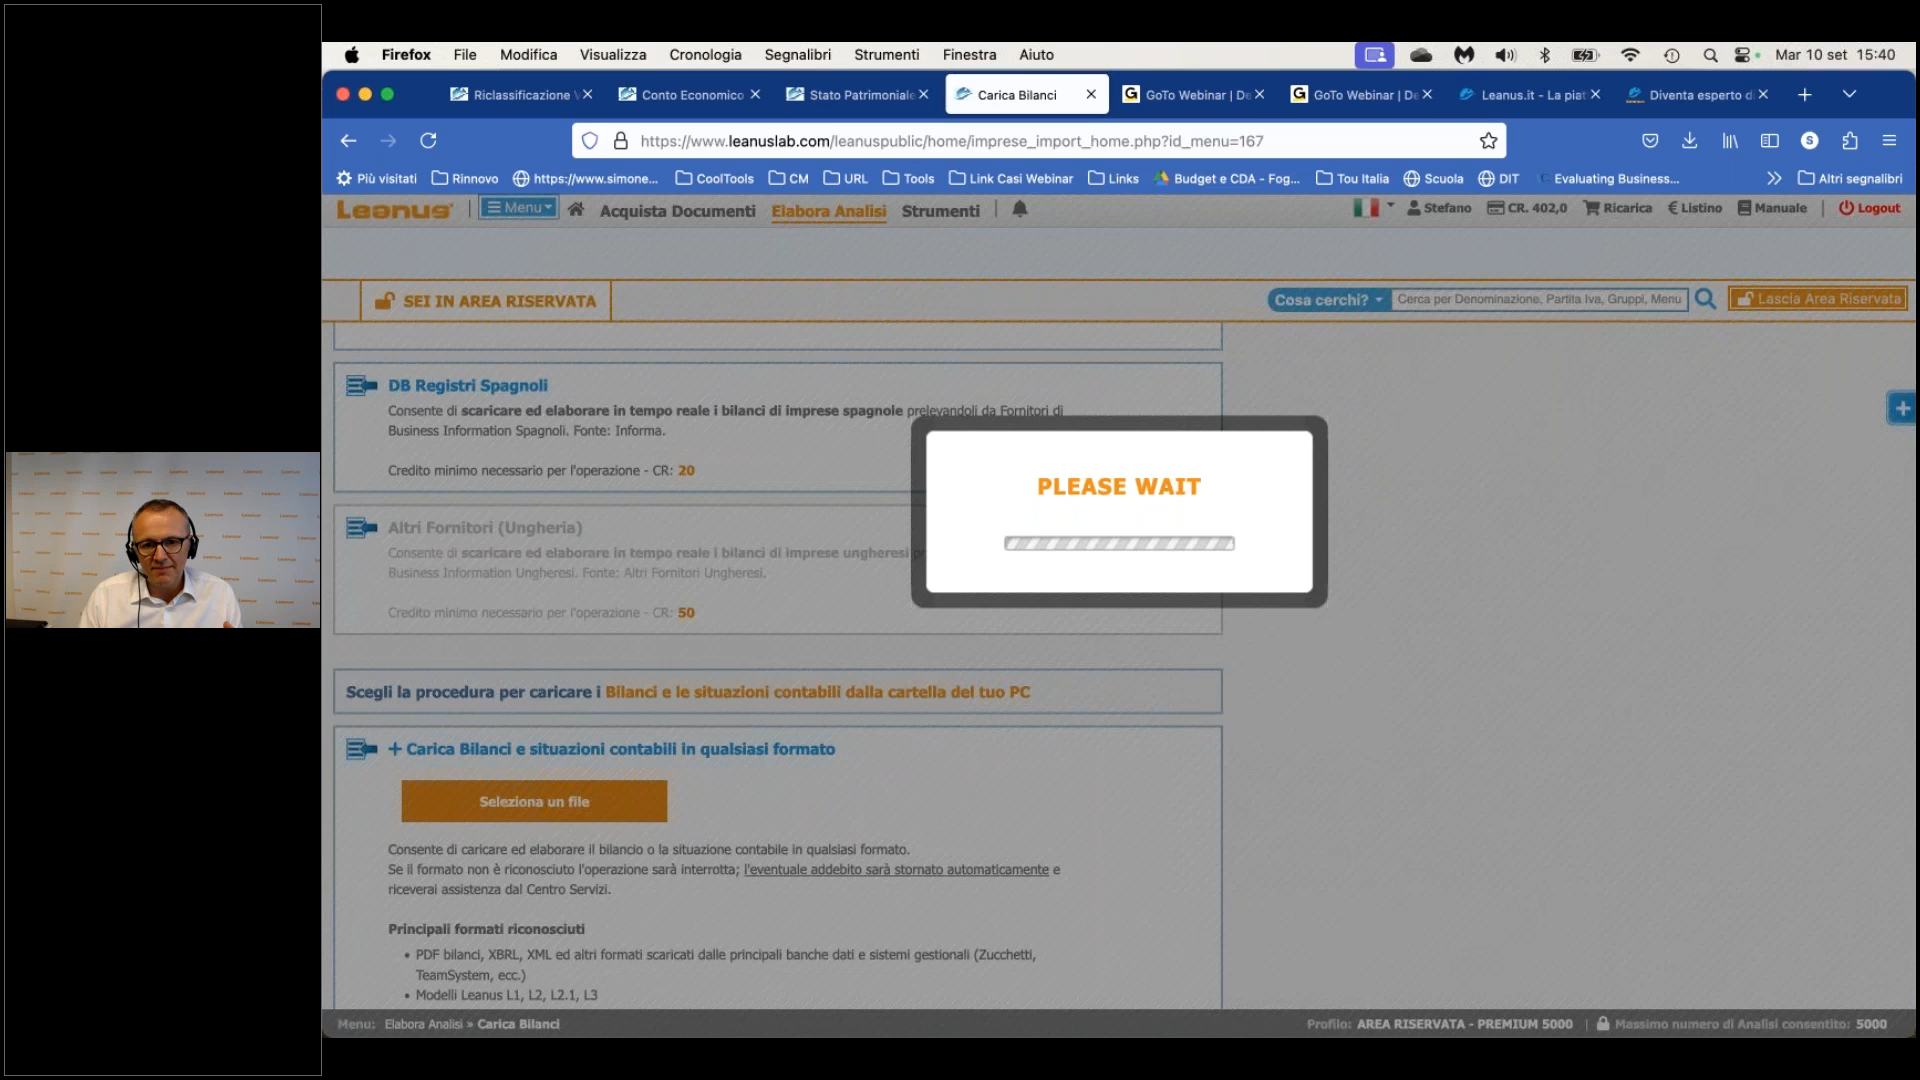 Firefox File Modifica Visualizza Cronologia Segnalibri Strumenti Finestra Aiuto Mar 10 set 15:40
Riclassificazione Conto Economico Stato Patrimoniale Carica Bilanci GoTo Webinar | De GoTo Webinar | De Leanus.it - La piat Diventa esperto d
https://www.leanuslab.com/leanuspublic/home/imprese_import_home.php?id_menu=167 S
Più visitati Rinnovo https://www.simone... CoolTools CM URL Tools Link Casi Webinar Links Budget e CDA - Fog... Tou Italia Scuola DIT Evaluating Business... Altri segnalibri
Leanus Menu Acquista Documenti Elabora Analisi Strumenti Stefano CR. 402,0 Ricarica € Listino Manuale Logout
SEI IN AREA RISERVATA Cosa cerchi? Cerca per Denominazione, Partita Iva, Gruppi, Menu Lascia Area Riservata
DB Registri Spagnoli
Consente di scaricare ed elaborare in tempo reale i bilanci di imprese spagnole prelevandoli da Fornitori di
Business Information Spagnoli. Fonte: Informa.
Credito minimo necessario per l'operazione - CR: 20
PLEASE WAIT
Altri Fornitori (Ungheria)
Consente di scaricare ed elaborare in tempo reale i bilanci di imprese ungheresi
Business Information Ungheresi. Fonte: Altri Fornitori Ungheresi.
Credito minimo necessario per l'operazione - CR: 50
Scegli la procedura per caricare i Bilanci e le situazioni contabili dalla cartella del tuo PC
+ Carica Bilanci e situazioni contabili in qualsiasi formato
Seleziona un file
Consente di caricare ed elaborare il bilancio o la situazione contabile in qualsiasi formato.
Se il formato non è riconosciuto l'operazione sarà interrotta; l'eventuale addebito sarà stornato automaticamente e
riceverai assistenza dal Centro Servizi.
Principali formati riconosciuti
• PDF bilanci, XBRL, XML ed altri formati scaricati dalle principali banche dati e sistemi gestionali (Zucchetti,
TeamSystem, ecc.)
• Modelli Leanus L1, L2, L2.1, L3
Menu: Elabora Analisi » Carica Bilanci Profilo: AREA RISERVATA - PREMIUM 5000 | Massimo numero di Analisi consentito: 5000